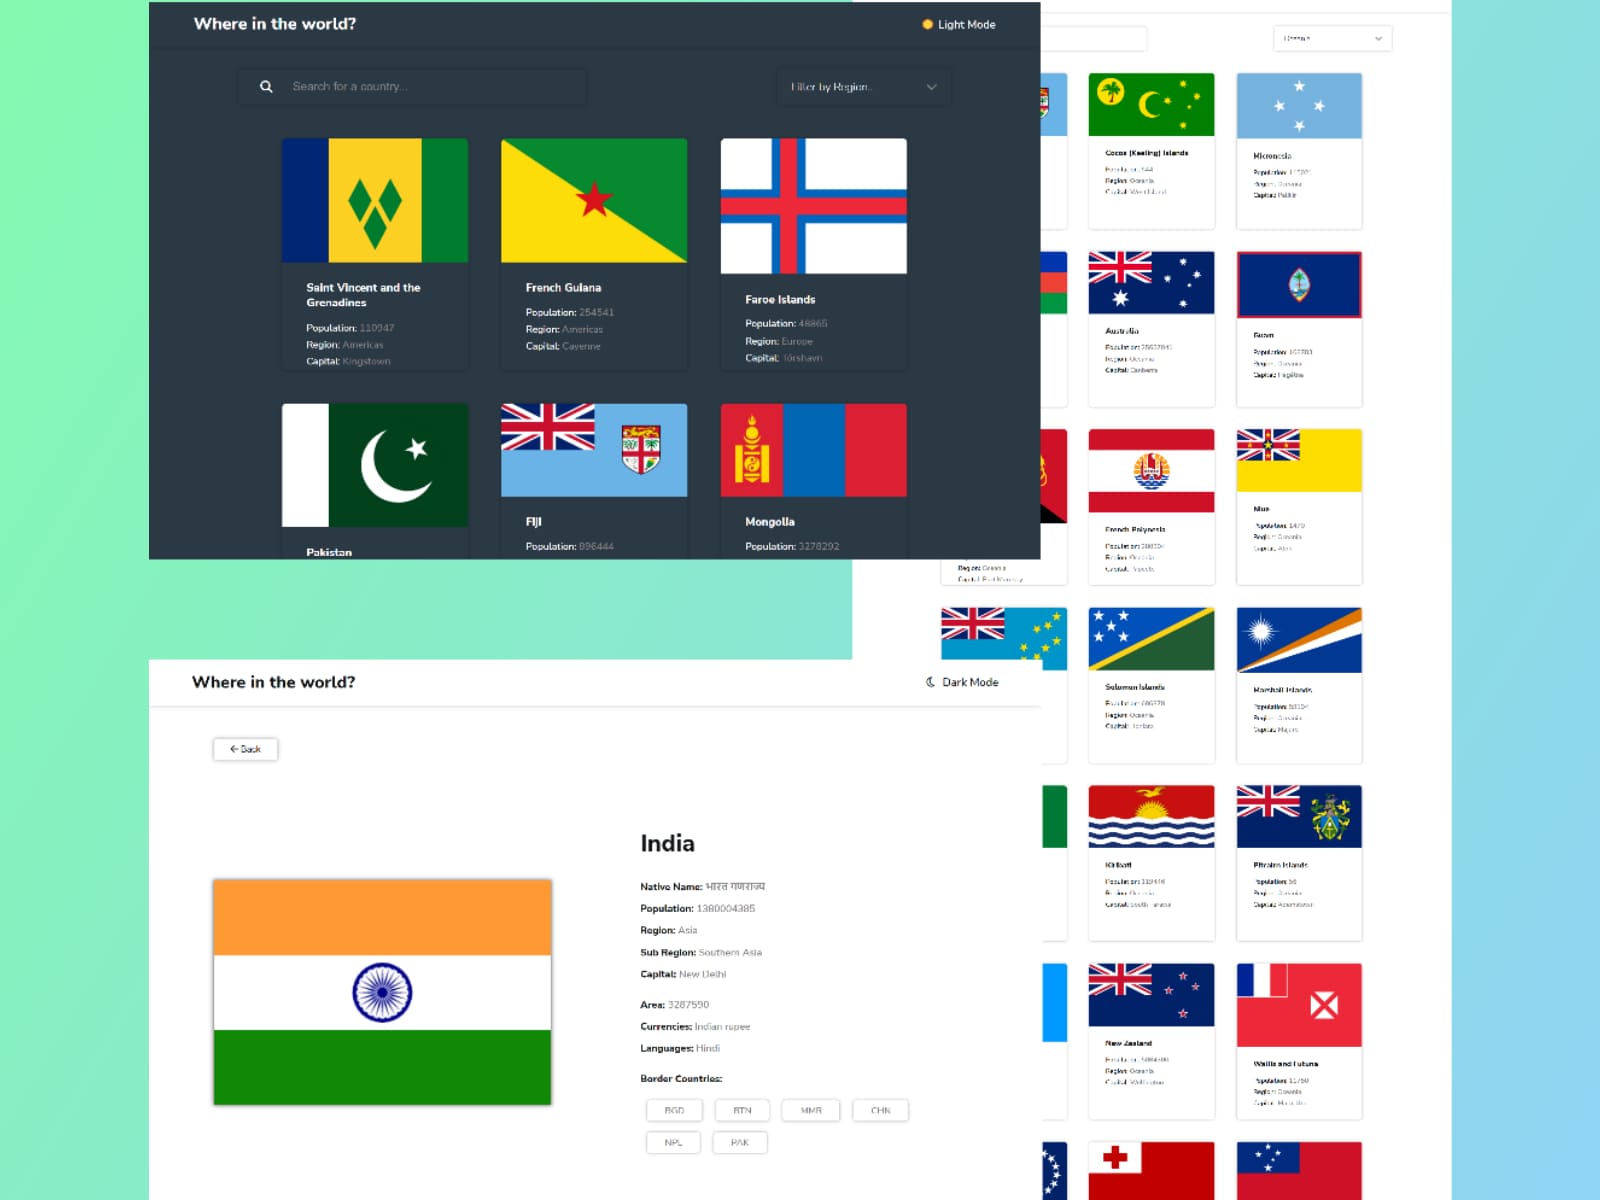 Where in the world?
Light Mode
Search for a country...
Filter by Region..
Saint Vincent and the
Grenadines
Population: 110947
Region: Americas
Capital: Kingstown
French Guiana
Population: 254541
Region: Americas
Capital: Cayenne
Faroe Islands
Population: 48865
Region: Europe
Capital: Tórshavn
Pakistan
Fiji
Population: 896444
Mongolia
Population: 3278292
Oceania
Cocos (Keeling) Islands
Population: 544
Region: Oceania
Capital: West Island
Micronesia
Population:
Region: Oceania
Capital: Palikir
Australia
Population:
Region: Oceania
Capital: Canberra
Guam
Population:
Region: Oceania
Capital: Hagåtña
Region: Oceania
Capital: Port Moresby
French Polynesia
Population:
Region: Oceania
Capital: Papeetē
Niue
Population: 1470
Region: Oceania
Capital: Alofi
Solomon Islands
Population:
Region: Oceania
Capital: Honiara
Marshall Islands
Population:
Region: Oceania
Capital: Majuro
Kiribati
Population:
Region: Oceania
Capital: South Tarawa
Pitcairn Islands
Population: 56
Region: Oceania
Capital: Adamstown
New Zealand
Population:
Region: Oceania
Capital: Wellington
Wallis and Futuna
Population: 11750
Region: Oceania
Capital: Mata-Utu
Where in the world?
Dark Mode
Back
India
Native Name: भारत गणराज्य
Population: 1380004385
Region: Asia
Sub Region: Southern Asia
Capital: New Delhi
Area: 3287590
Currencies: Indian rupee
Languages: Hindi
Border Countries:
BGD BTN MMR CHN
NPL PAK